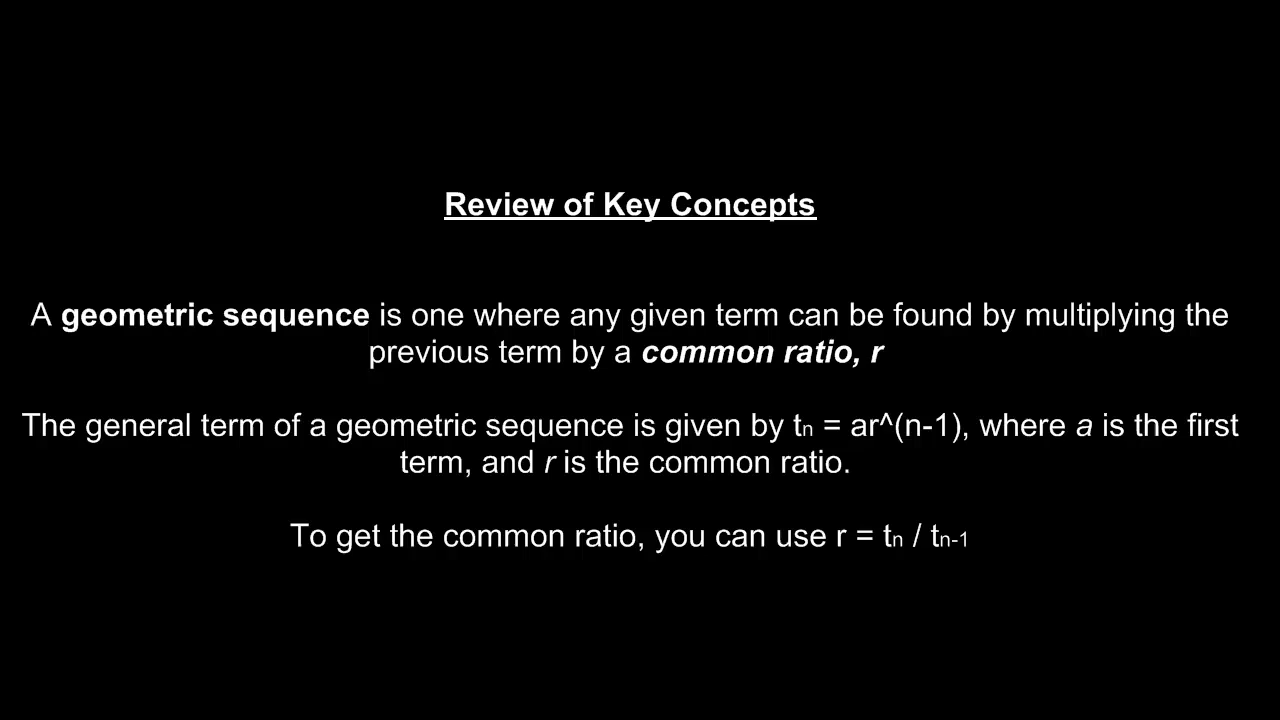 Review of Key Concepts
A geometric sequence is one where any given term can be found by multiplying the
previous term by a common ratio, r
The general term of a geometric sequence is given by tn = ar^(n-1), where a is the first
term, and r is the common ratio.
To get the common ratio, you can use r = tn / tn-1